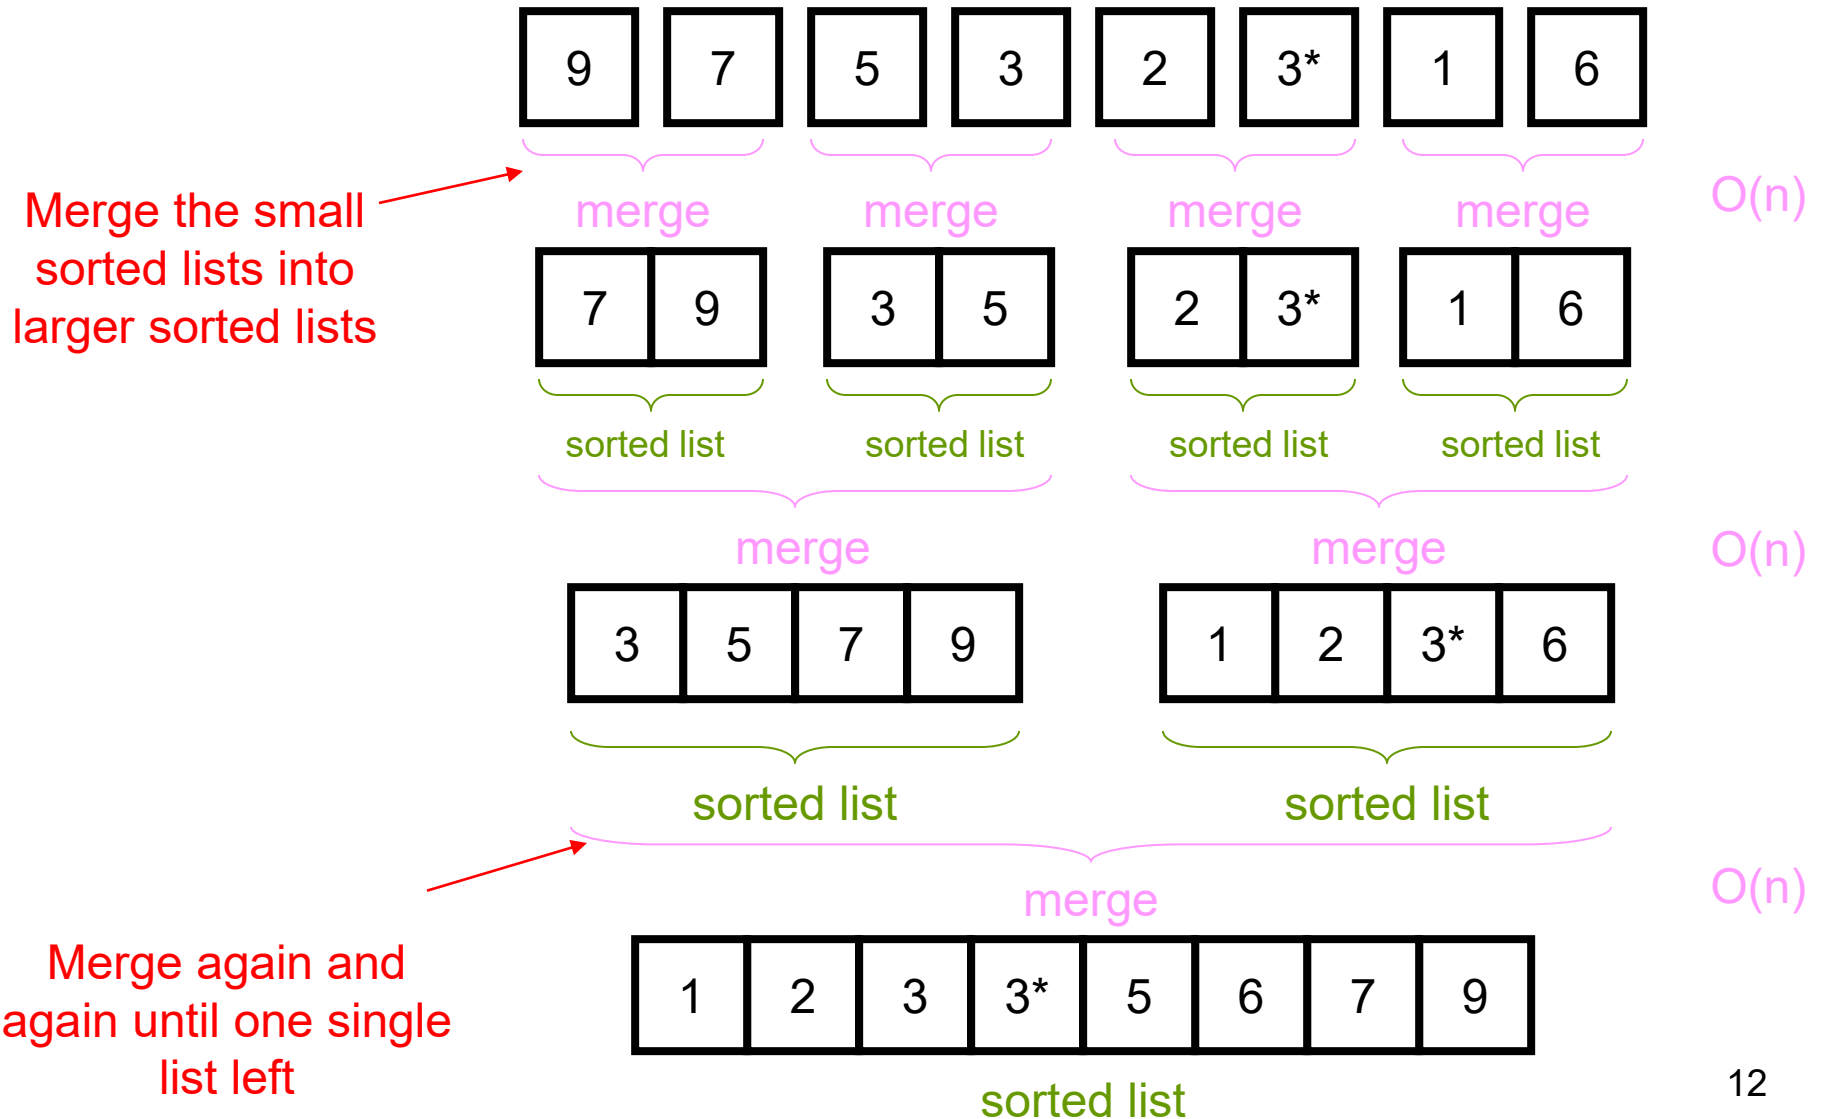 9 7 5 3 2 3* 1 6
Merge the small
sorted lists into
larger sorted lists
merge merge merge merge O(n)
7 9 3 5 2 3* 1 6
sorted list sorted list sorted list sorted list
merge merge O(n)
3 5 7 9 1 2 3* 6
sorted list sorted list
merge O(n)
Merge again and
again until one single
list left
1 2 3 3* 5 6 7 9
sorted list
12